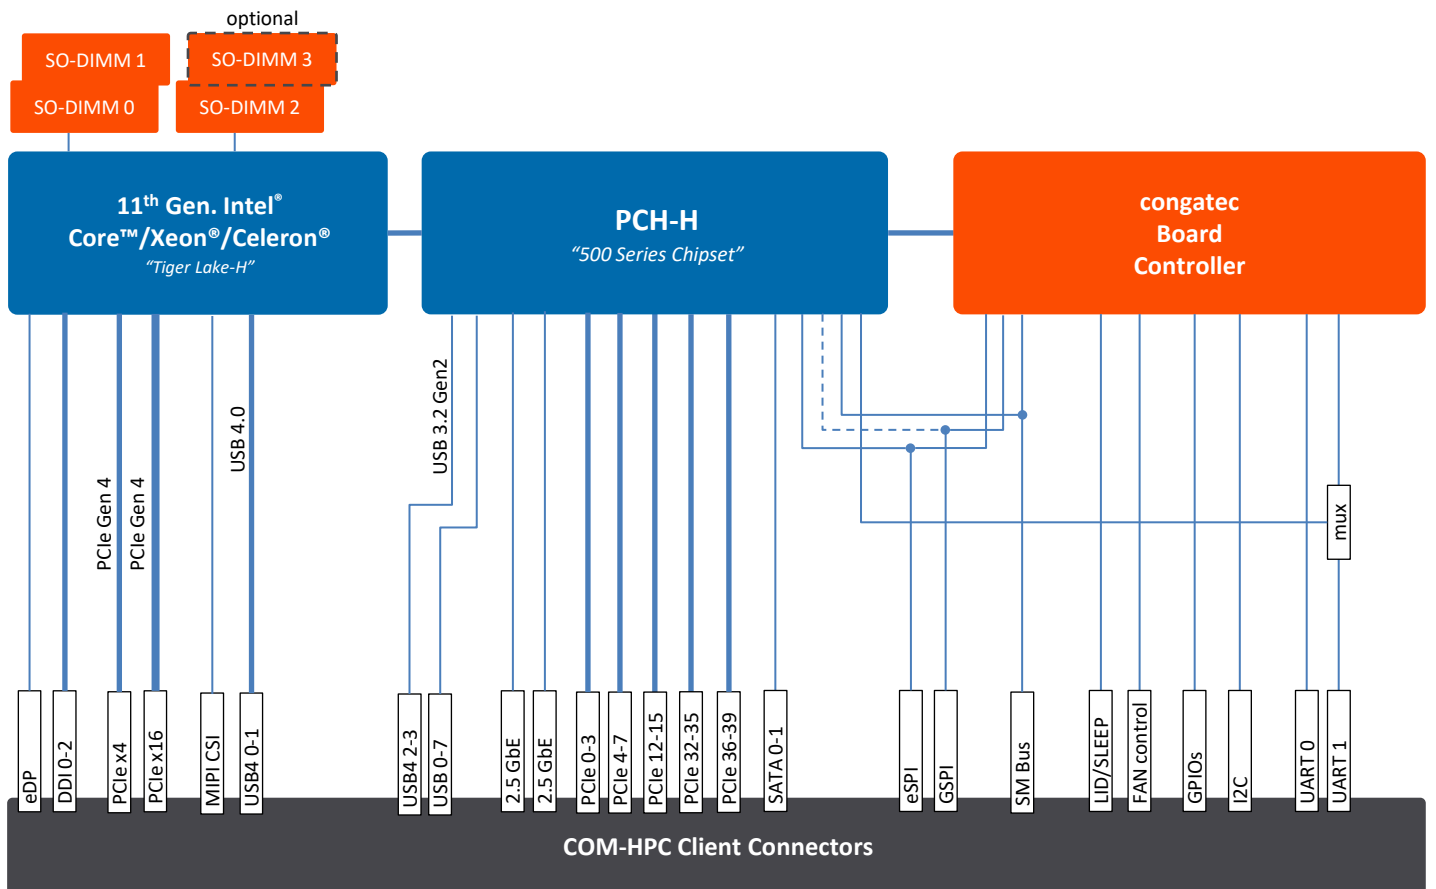 optional
SO-DIMM 1
SO-DIMM 3
SO-DIMM 0
SO-DIMM 2
11th Gen. Intel®
Core™/Xeon®/Celeron®
"Tiger Lake-H"
PCH-H
"500 Series Chipset"
congatec
Board
Controller
PCIe Gen 4
PCIe Gen 4
USB 4.0
USB 3.2 Gen2
mux
eDP
DDI 0-2
PCIe x4
PCIe x16
MIPI CSI
USB4 0-1
USB4 2-3
USB 0-7
2.5 GbE
2.5 GbE
PCIe 0-3
PCIe 4-7
PCIe 12-15
PCIe 32-35
PCIe 36-39
SATA 0-1
eSPI
GSPI
SM Bus
LID/SLEEP
FAN control
GPIOs
I2C
UART 0
UART 1
COM-HPC Client Connectors